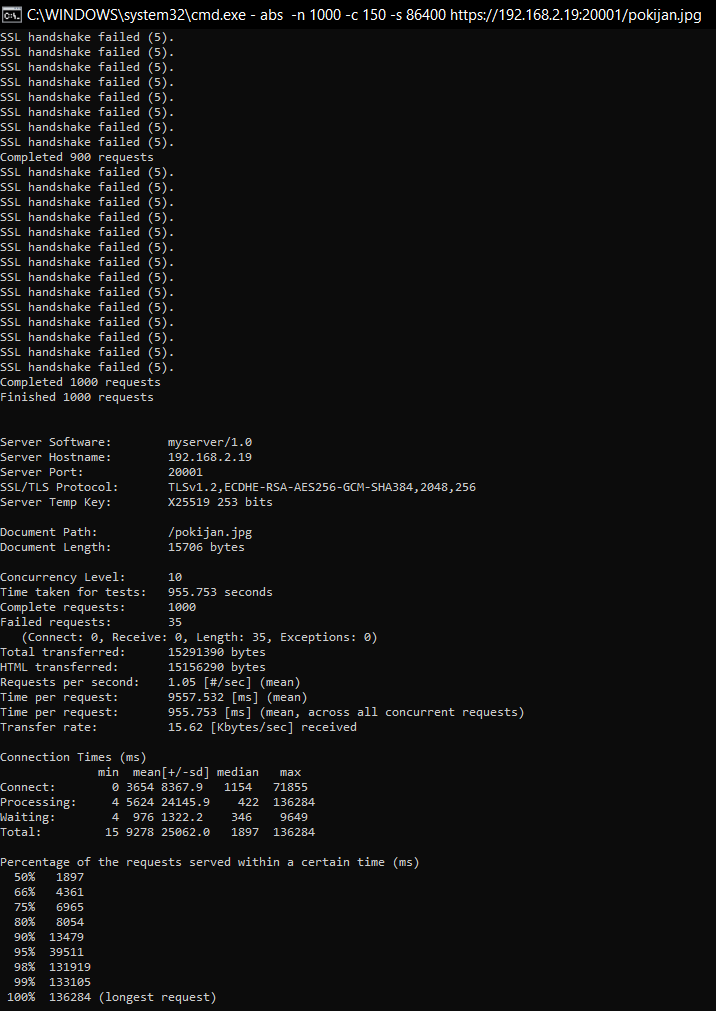 C:\WINDOWS\system32\cmd.exe - abs -n 1000 -c 150 -s 86400 https://192.168.2.19:20001/pokijan.jpg
SSL handshake failed (5).
SSL handshake failed (5).
SSL handshake failed (5).
SSL handshake failed (5).
SSL handshake failed (5).
SSL handshake failed (5).
SSL handshake failed (5).
SSL handshake failed (5).
Completed 900 requests
SSL handshake failed (5).
SSL handshake failed (5).
SSL handshake failed (5).
SSL handshake failed (5).
SSL handshake failed (5).
SSL handshake failed (5).
SSL handshake failed (5).
SSL handshake failed (5).
SSL handshake failed (5).
SSL handshake failed (5).
SSL handshake failed (5).
SSL handshake failed (5).
SSL handshake failed (5).
SSL handshake failed (5).
Completed 1000 requests
Finished 1000 requests
Server Software: myserver/1.0
Server Hostname: 192.168.2.19
Server Port: 20001
SSL/TLS Protocol: TLSv1.2,ECDHE-RSA-AES256-GCM-SHA384,2048,256
Server Temp Key: X25519 253 bits
Document Path: /pokijan.jpg
Document Length: 15706 bytes
Concurrency Level: 10
Time taken for tests: 955.753 seconds
Complete requests: 1000
Failed requests: 35
(Connect: 0, Receive: 0, Length: 35, Exceptions: 0)
Total transferred: 15291390 bytes
HTML transferred: 15156290 bytes
Requests per second: 1.05 [#/sec] (mean)
Time per request: 9557.532 [ms] (mean)
Time per request: 955.753 [ms] (mean, across all concurrent requests)
Transfer rate: 15.62 [Kbytes/sec] received
Connection Times (ms)
min mean[+/-sd] median max
Connect: 0 3654 8367.9 1154 71855
Processing: 4 5624 24145.9 422 136284
Waiting: 4 976 1322.2 346 9649
Total: 15 9278 25062.0 1897 136284
Percentage of the requests served within a certain time (ms)
50% 1897
66% 4361
75% 6965
80% 8054
90% 13479
95% 39511
98% 131919
99% 133105
100% 136284 (longest request)